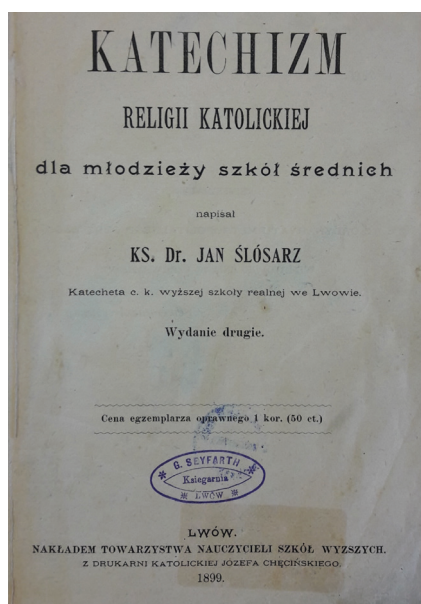 KATECHIZM
RELIGII KATOLICKIEJ
dla młodzieży szkół średnich
napisał
KS. Dr. JAN ŚLÓSARZ
Katecheta c. k. wyższej szkoły realnej we Lwowie.
Wydanie drugie.
Cena egzemplarza oprawnego 1 kor. (50 ct.)
* G. SEYFARTH *
Księgarnia
* LWÓW *
LWÓW.
NAKŁADEM TOWARZYSTWA NAUCZYCIELI SZKÓŁ WYŻSZYCH.
Z DRUKARNI KATOLICKIEJ JÓZEFA CHĘCIŃSKIEGO.
1899.